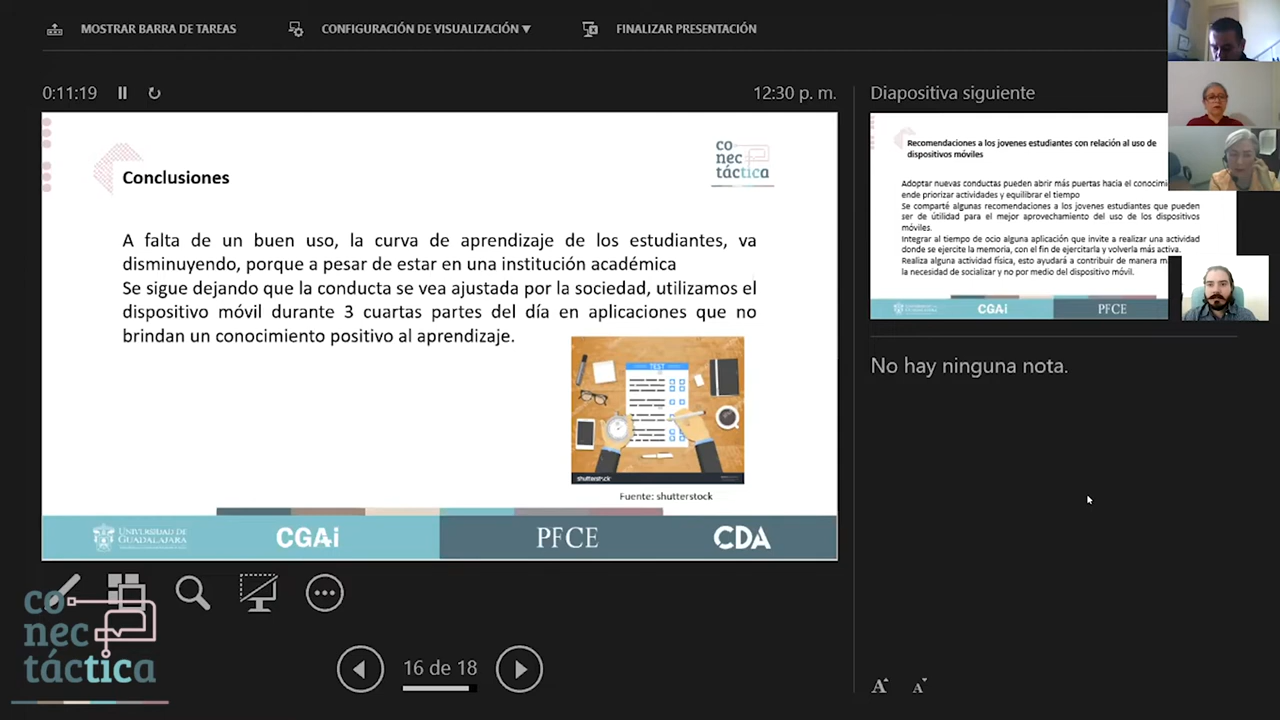 MOSTRAR BARRA DE TAREAS
CONFIGURACIÓN DE VISUALIZACIÓN ▼
FINALIZAR PRESENTACIÓN
0:11:19
12:30 p. m.
Diapositiva siguiente
co
nec
táctica
Conclusiones
A falta de un buen uso, la curva de aprendizaje de los estudiantes, va
disminuyendo, porque a pesar de estar en una institución académica
Se sigue dejando que la conducta se vea ajustada por la sociedad, utilizamos el
dispositivo móvil durante 3 cuartas partes del día en aplicaciones que no
brindan un conocimiento positivo al aprendizaje.
TEST
shutterstock
Fuente: shutterstock
UNIVERSIDAD DE
GUADALAJARA
CGAi
PFCE
CDA
Recomendaciones a los jovenes estudiantes con relación al uso de
dispositivos móviles
Adoptar nuevas conductas pueden abrir más puertas hacia el
ende priorizar actividades y equilibrar el tiempo
Se comparté algunas recomendaciones a los jovenes estudiantes que pueden
ser de utilidad para el mejor aprovechamiento del uso de los dispositivos
móviles.
Integrar al tiempo de ocio alguna aplicación que invite a realizar una actividad
donde se ejercite la memoria, con el fin de ejercitarla y volverla más activa.
Realiza alguna actividad física, esto ayudará a contribuir de manera
la necesidad de socializar y no por medio del dispositivo móvil.
CGAi
PFCE
No hay ninguna nota.
co
nec
táctica
16 de 18
A A